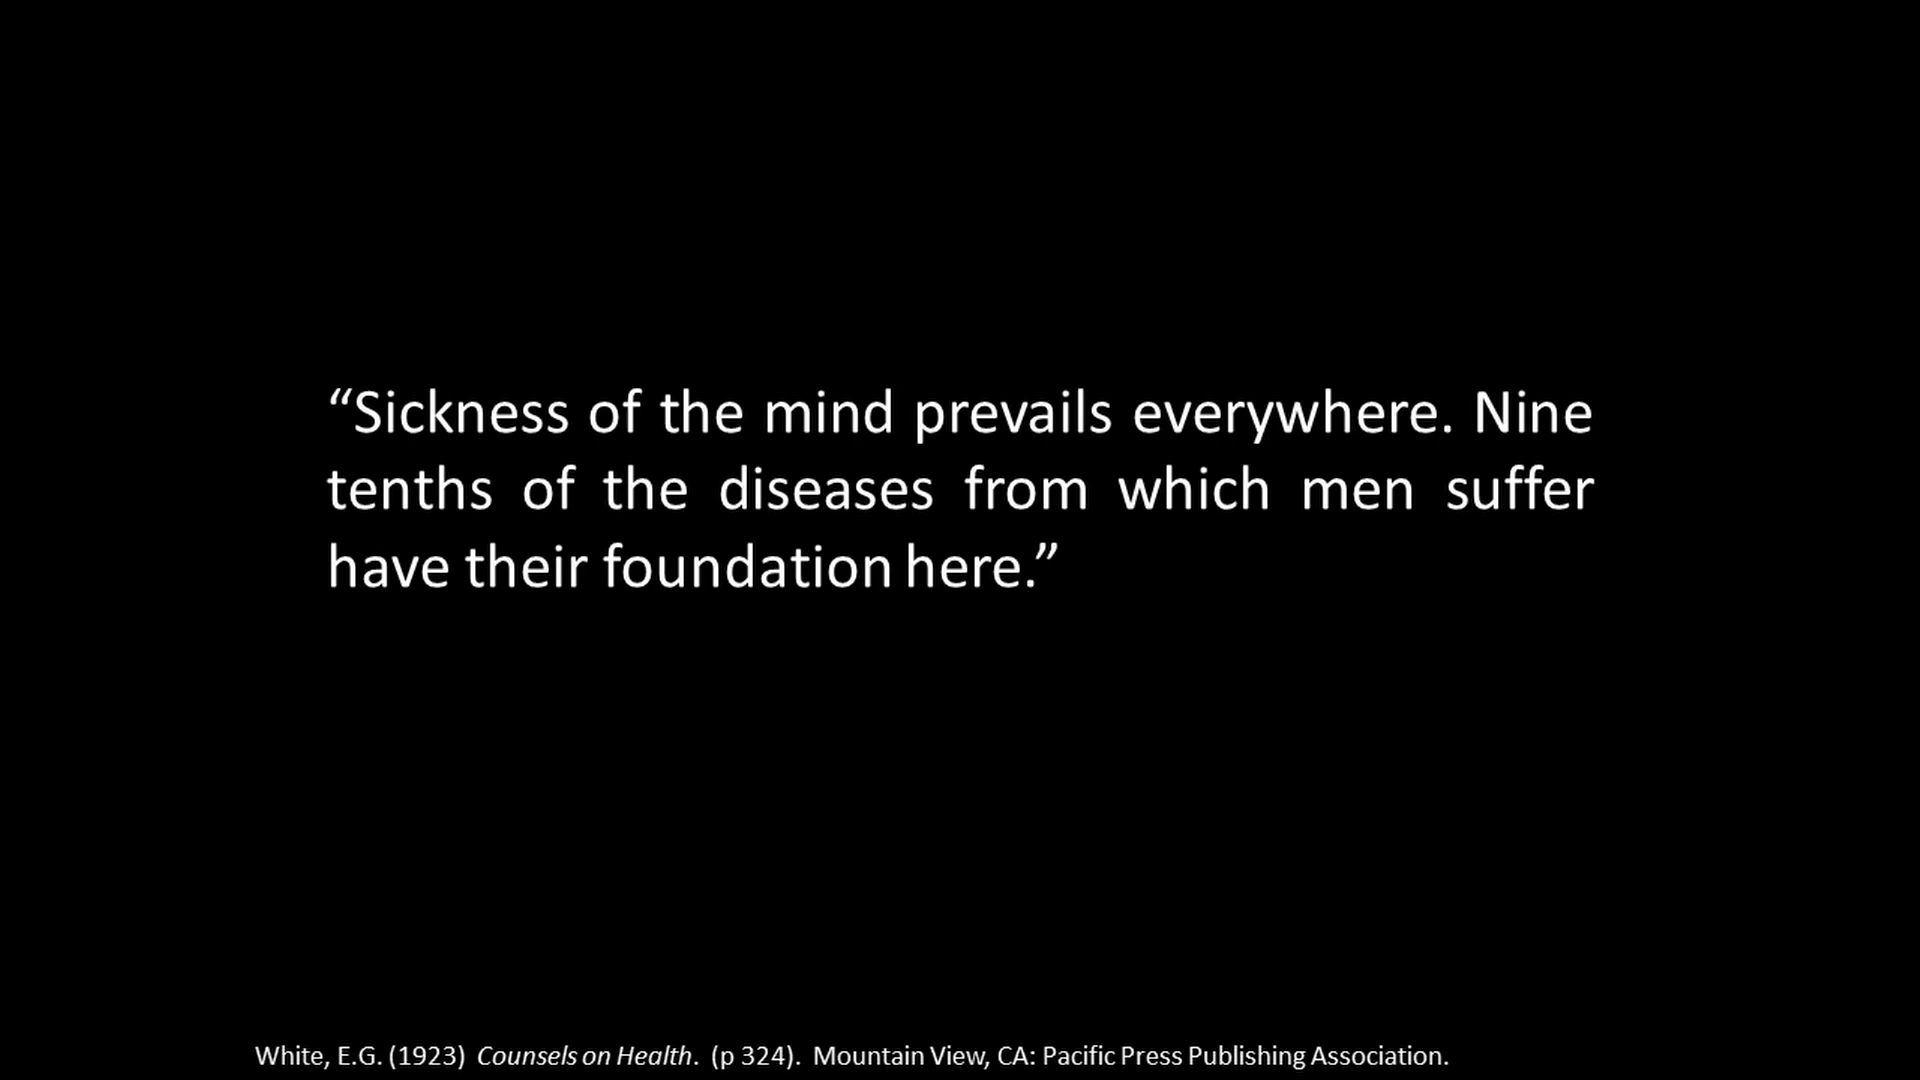 “Sickness of the mind prevails everywhere. Nine
tenths of the diseases from which men suffer
have their foundation here.”
White, E.G. (1923) Counsels on Health. (p 324). Mountain View, CA: Pacific Press Publishing Association.